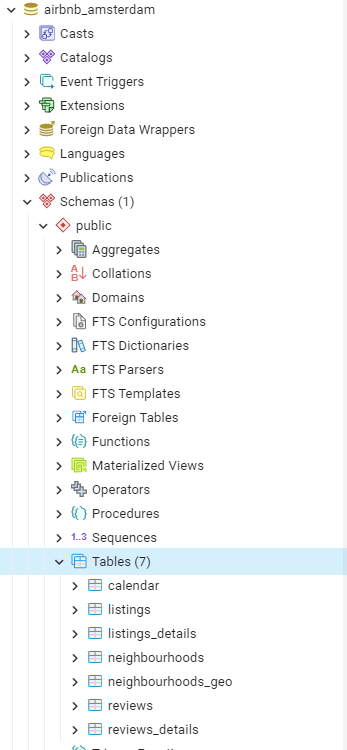 airbnb_amsterdam
Casts
Catalogs
Event Triggers
Extensions
Foreign Data Wrappers
Languages
Publications
Schemas (1)
public
Aggregates
Collations
Domains
FTS Configurations
FTS Dictionaries
Aa FTS Parsers
FTS Templates
Foreign Tables
Functions
Materialized Views
Operators
Procedures
1..3 Sequences
Tables (7)
calendar
listings
listings_details
neighbourhoods
neighbourhoods_geo
reviews
reviews_details